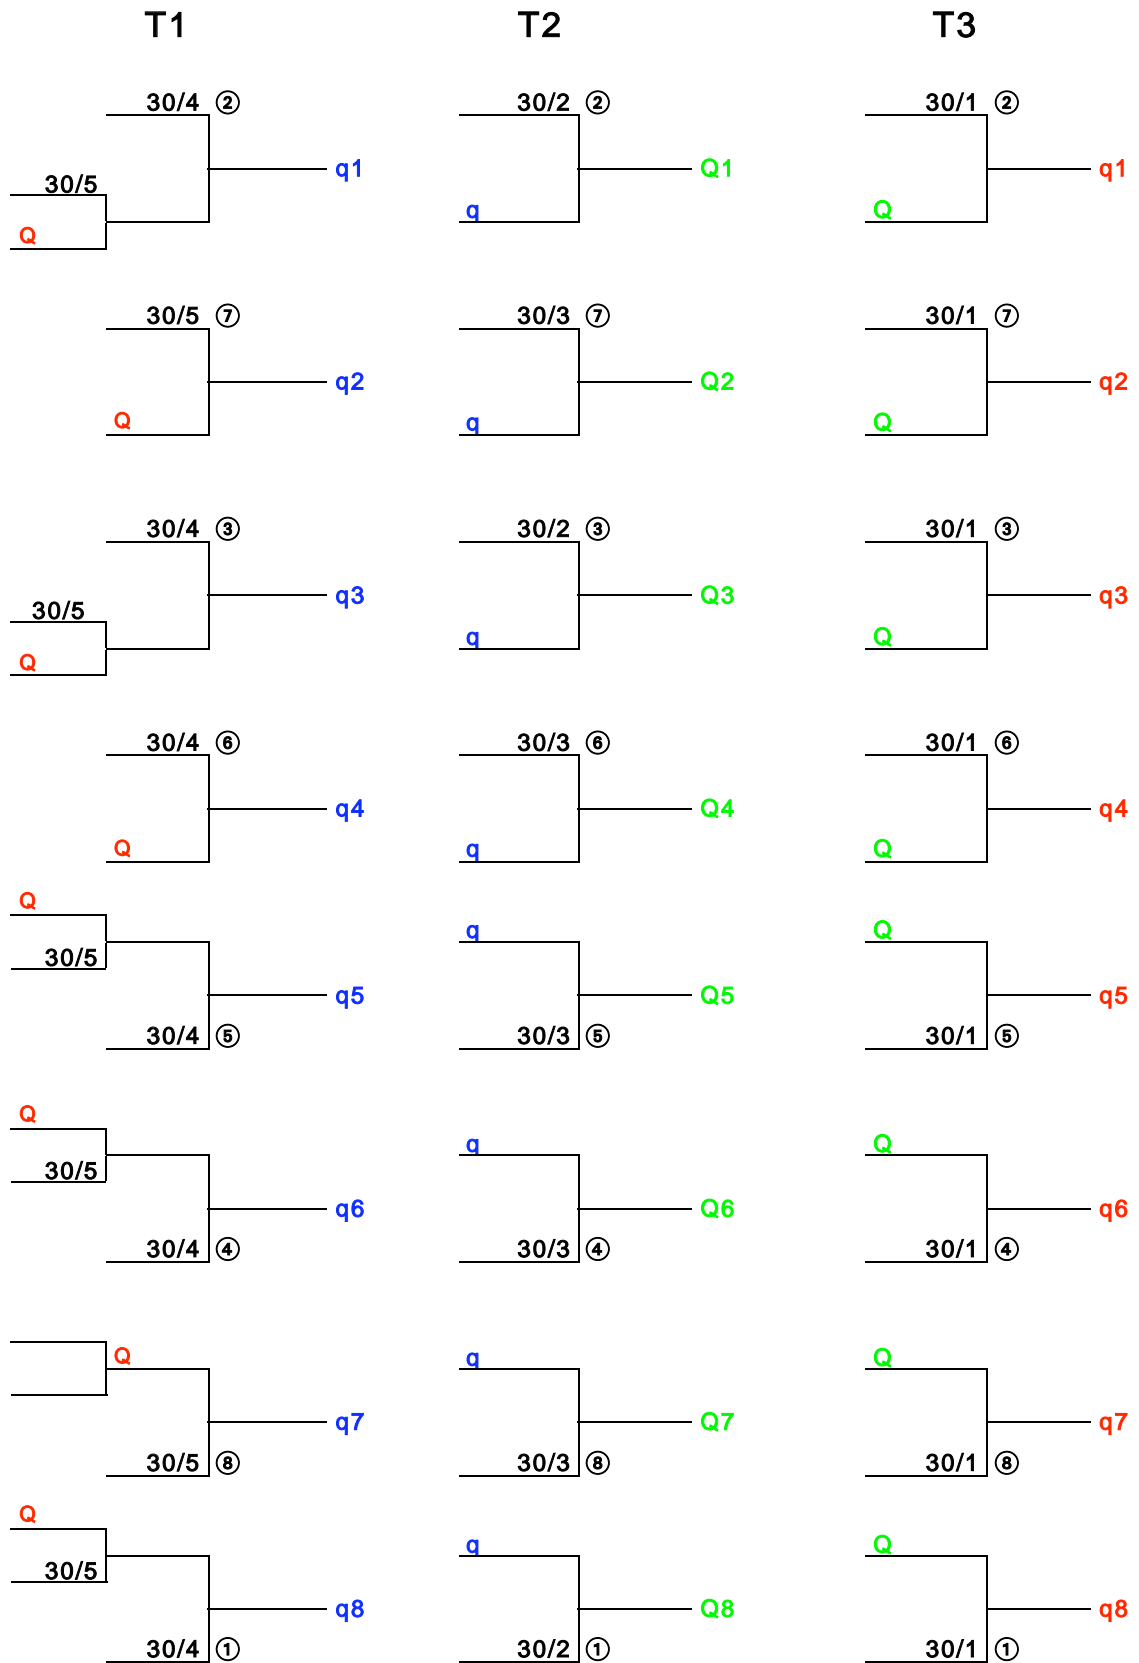 T1 T2 T3
30/4 ② 30/2 ② 30/1 ②
q1 Q1 q1
30/5
q Q
Q
30/5 ⑦ 30/3 ⑦ 30/1 ⑦
q2 Q2 q2
Q q Q
30/4 ③ 30/2 ③ 30/1 ③
q3 Q3 q3
30/5
q Q
Q
30/4 ⑥ 30/3 ⑥ 30/1 ⑥
q4 Q4 q4
Q q Q
Q
q Q
30/5
q5 Q5 q5
30/4 ⑤ 30/3 ⑤ 30/1 ⑤
Q
q Q
30/5
q6 Q6 q6
30/4 ④ 30/3 ④ 30/1 ④
Q q Q
q7 Q7 q7
30/5 ⑧ 30/3 ⑧ 30/1 ⑧
Q
q Q
30/5
q8 Q8 q8
30/4 ① 30/2 ① 30/1 ①